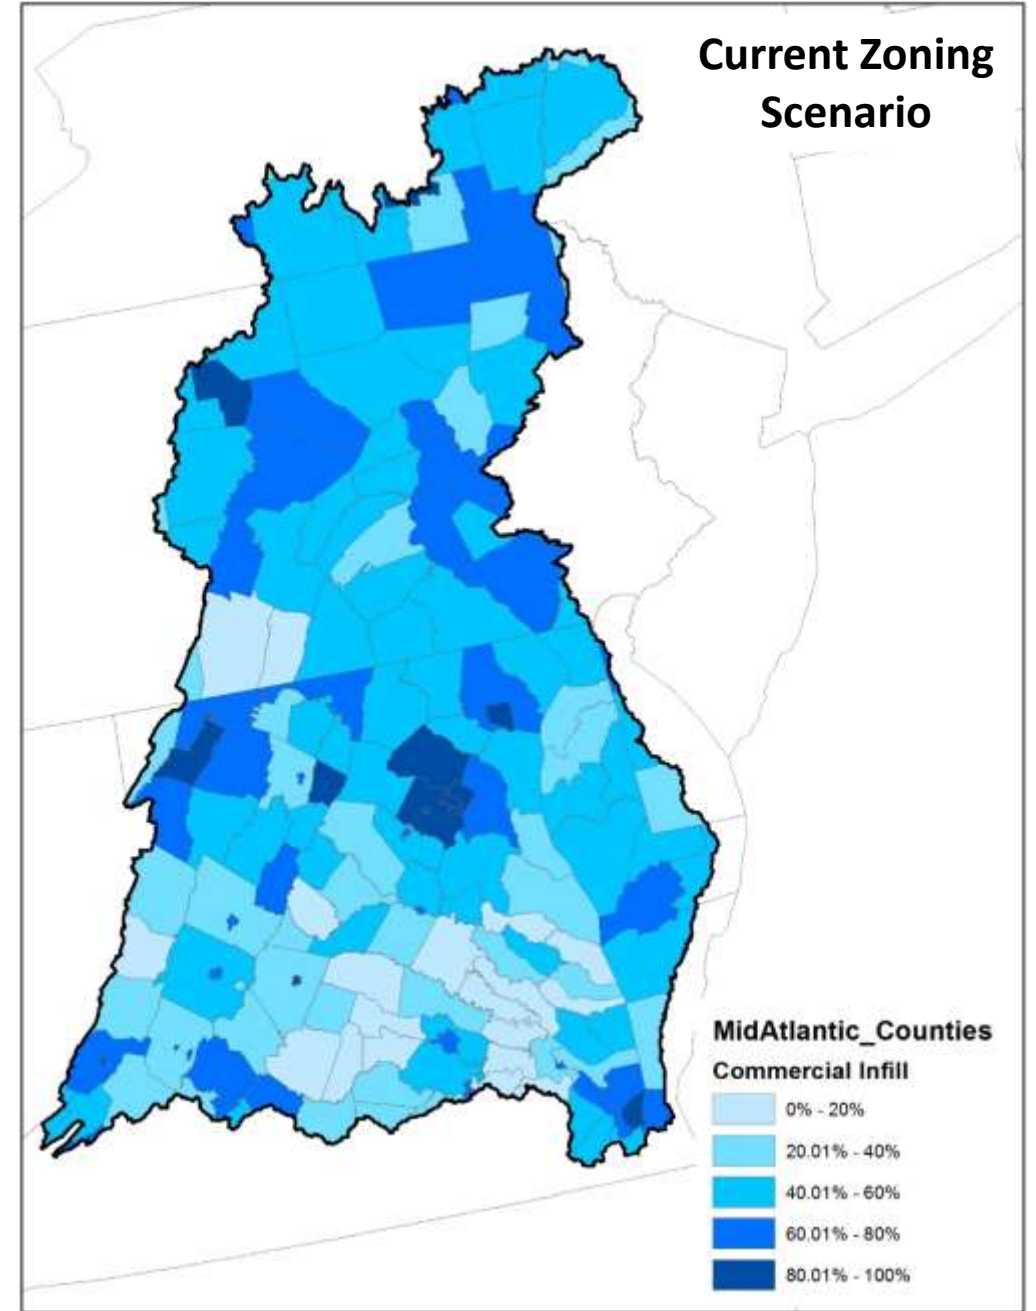 Current Zoning
Scenario
MidAtlantic_Counties
Commercial Infill
0% - 20%
20.01% - 40%
40.01% - 60%
60.01% - 80%
80.01% - 100%